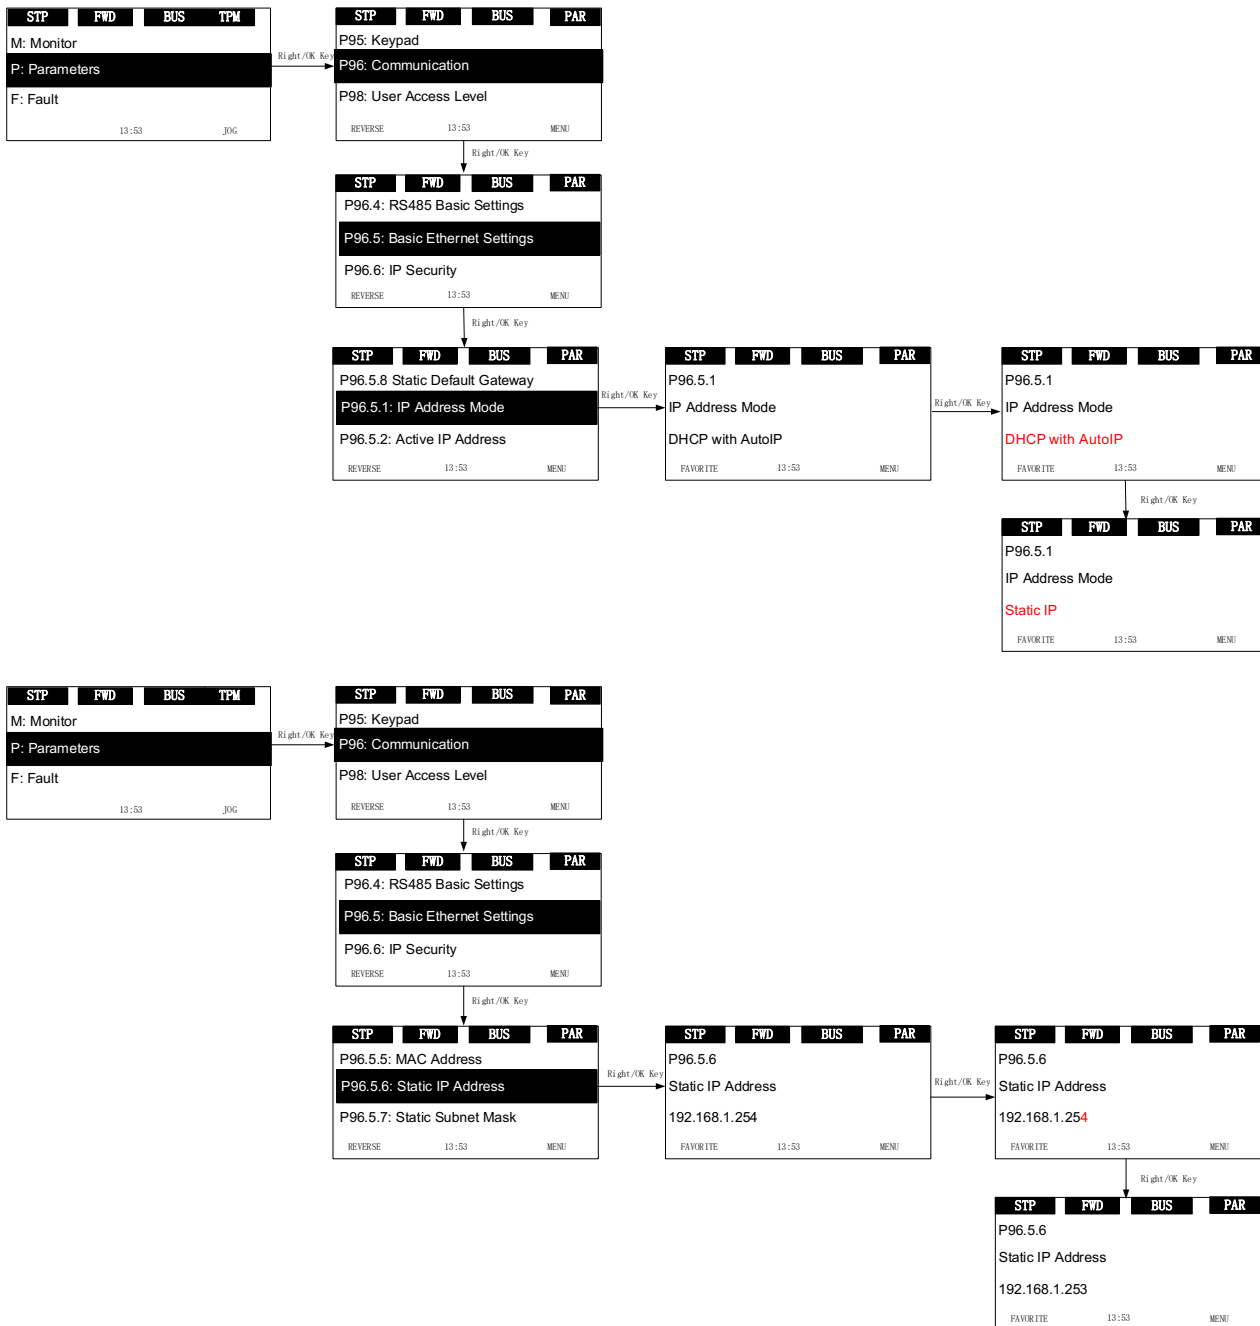 STP FWD BUS TPM
M: Monitor
P: Parameters
F: Fault
13:53 JOG
Right/OK Key
STP FWD BUS PAR
P95: Keypad
P96: Communication
P98: User Access Level
REVERSE 13:53 MENU
Right/OK Key
STP FWD BUS PAR
P96.4: RS485 Basic Settings
P96.5: Basic Ethernet Settings
P96.6: IP Security
REVERSE 13:53 MENU
Right/OK Key
STP FWD BUS PAR
P96.5.8 Static Default Gateway
P96.5.1: IP Address Mode
P96.5.2: Active IP Address
REVERSE 13:53 MENU
Right/OK Key
STP FWD BUS PAR
P96.5.1
IP Address Mode
DHCP with AutoIP
FAVORITE 13:53 MENU
Right/OK Key
STP FWD BUS PAR
P96.5.1
IP Address Mode
DHCP with AutoIP
FAVORITE 13:53 MENU
Right/OK Key
STP FWD BUS PAR
P96.5.1
IP Address Mode
Static IP
FAVORITE 13:53 MENU
STP FWD BUS TPM
M: Monitor
P: Parameters
F: Fault
13:53 JOG
Right/OK Key
STP FWD BUS PAR
P95: Keypad
P96: Communication
P98: User Access Level
REVERSE 13:53 MENU
Right/OK Key
STP FWD BUS PAR
P96.4: RS485 Basic Settings
P96.5: Basic Ethernet Settings
P96.6: IP Security
REVERSE 13:53 MENU
Right/OK Key
STP FWD BUS PAR
P96.5.5: MAC Address
P96.5.6: Static IP Address
P96.5.7: Static Subnet Mask
REVERSE 13:53 MENU
Right/OK Key
STP FWD BUS PAR
P96.5.6
Static IP Address
192.168.1.254
FAVORITE 13:53 MENU
Right/OK Key
STP FWD BUS PAR
P96.5.6
Static IP Address
192.168.1.254
FAVORITE 13:53 MENU
Right/OK Key
STP FWD BUS PAR
P96.5.6
Static IP Address
192.168.1.253
FAVORITE 13:53 MENU